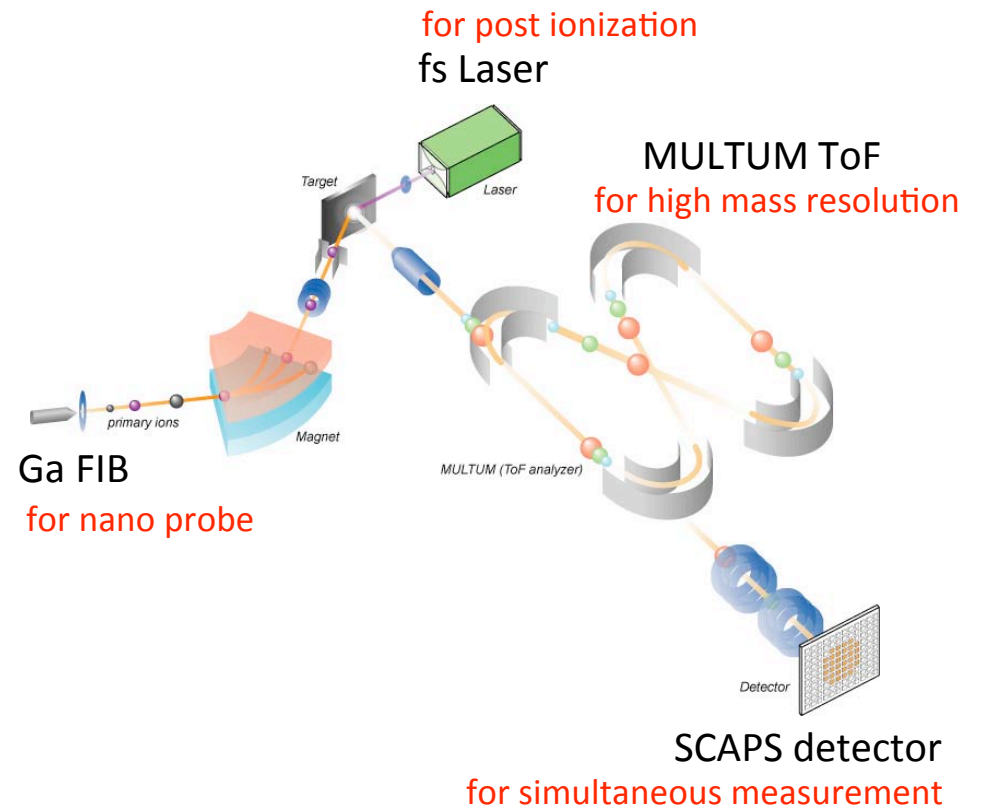 for post ionization
fs Laser
MULTUM ToF
for high mass resolution
Target
Laser
primary ions
Magnet
Ga FIB
for nano probe
MULTUM (ToF analyzer)
Detector
SCAPS detector
for simultaneous measurement